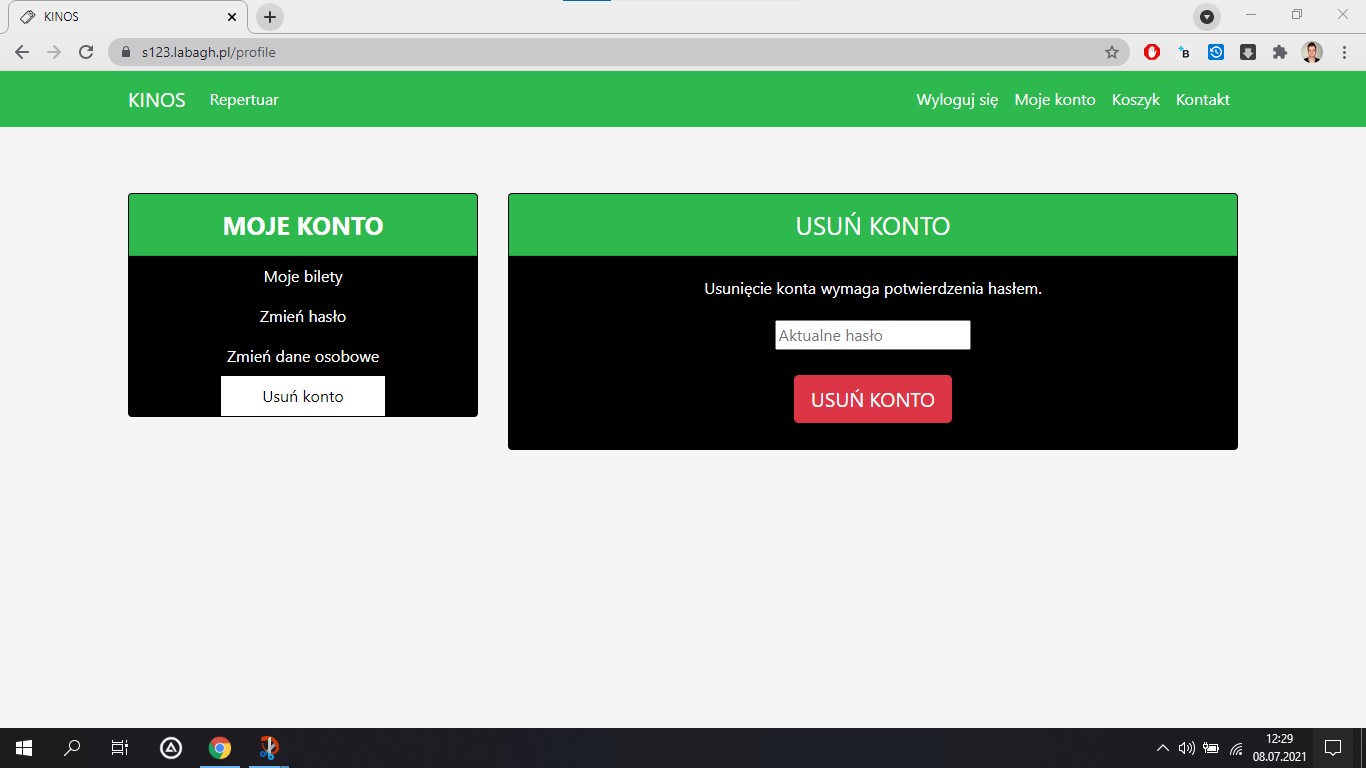 KINOS
s123.labagh.pl/profile
KINOS Repertuar Wyloguj się Moje konto Koszyk Kontakt
MOJE KONTO
Moje bilety
Zmień hasło
Zmień dane osobowe
Usuń konto
USUŃ KONTO
Usunięcie konta wymaga potwierdzenia hasłem.
Aktualne hasło
USUŃ KONTO
12:29
08.07.2021